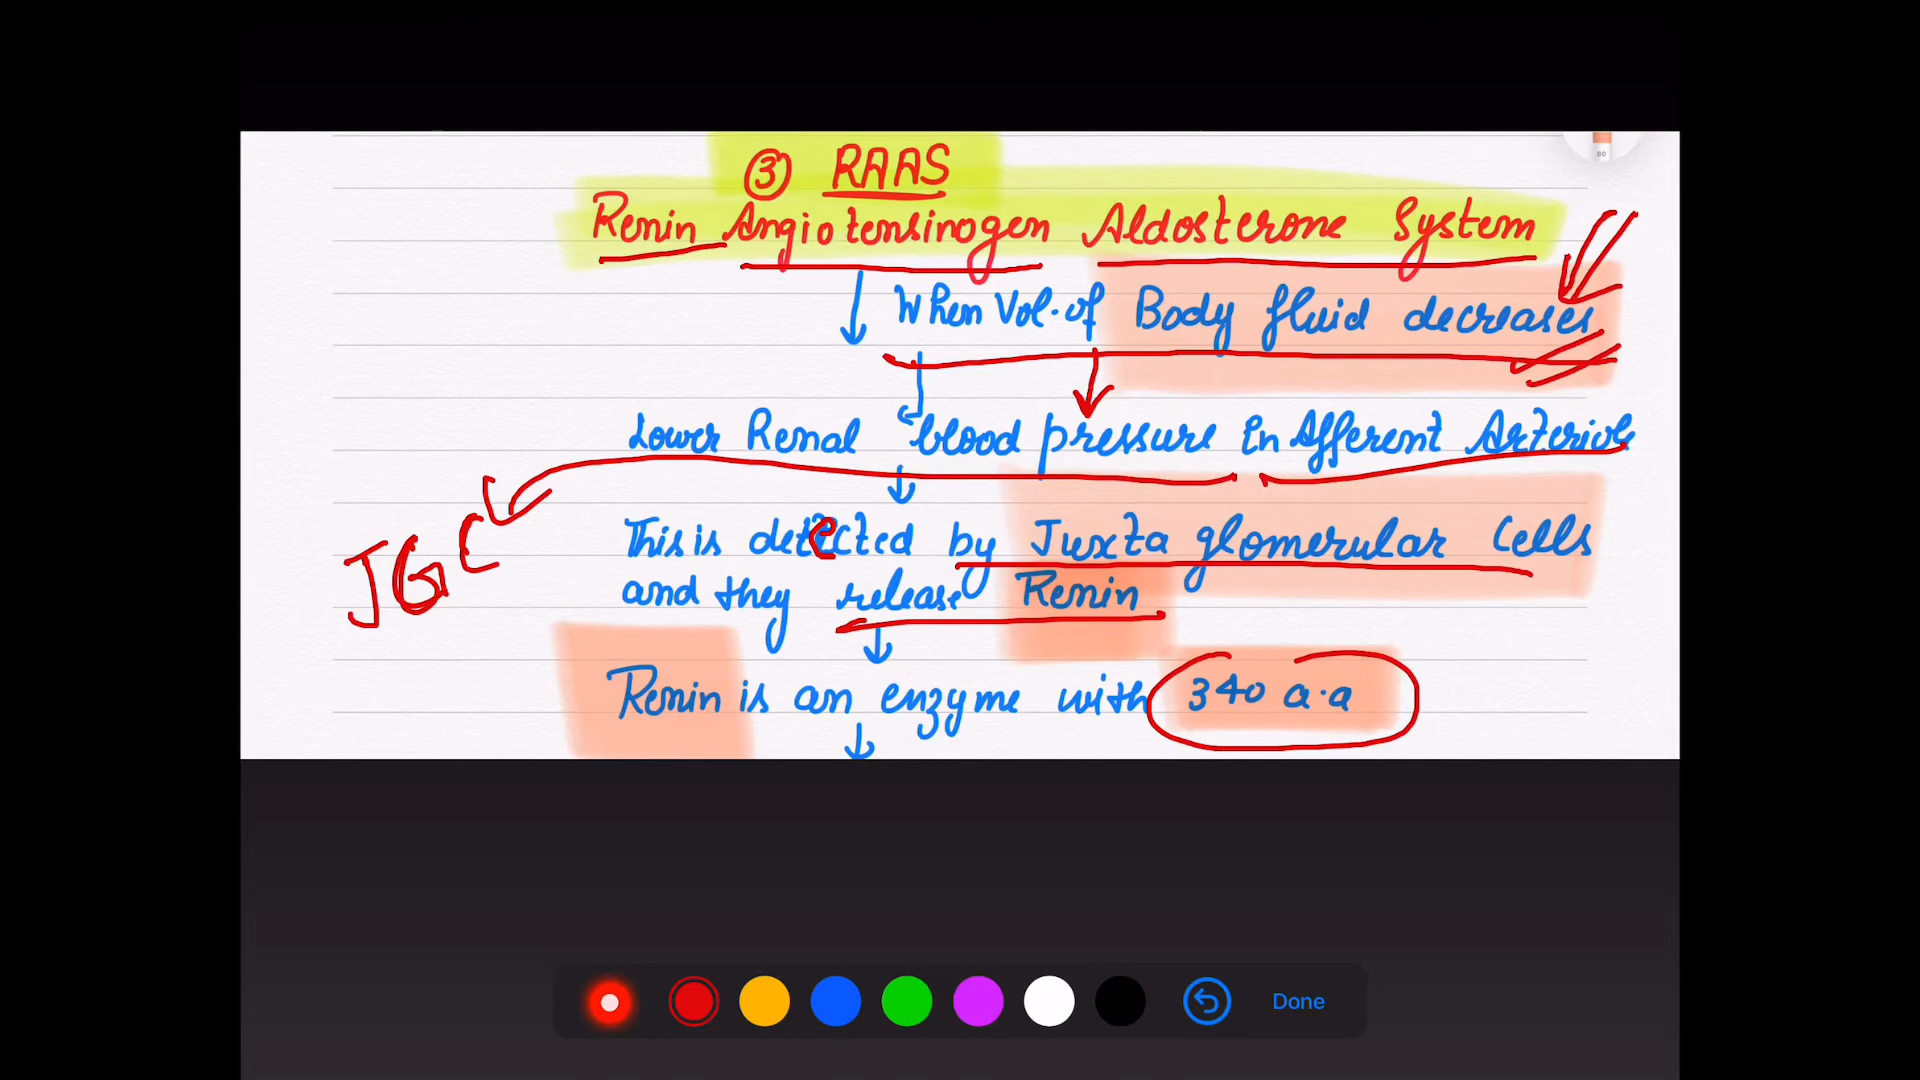 ③ RAAS
Renin Angiotensinogen Aldosterone System
When Vol. of Body fluid decreases
Lower Renal blood pressure in Afferent Arteriole
This is detected by Juxta glomerular Cells
JGC
and they release Renin
Renin is an enzyme with 340 a.a
80
Done